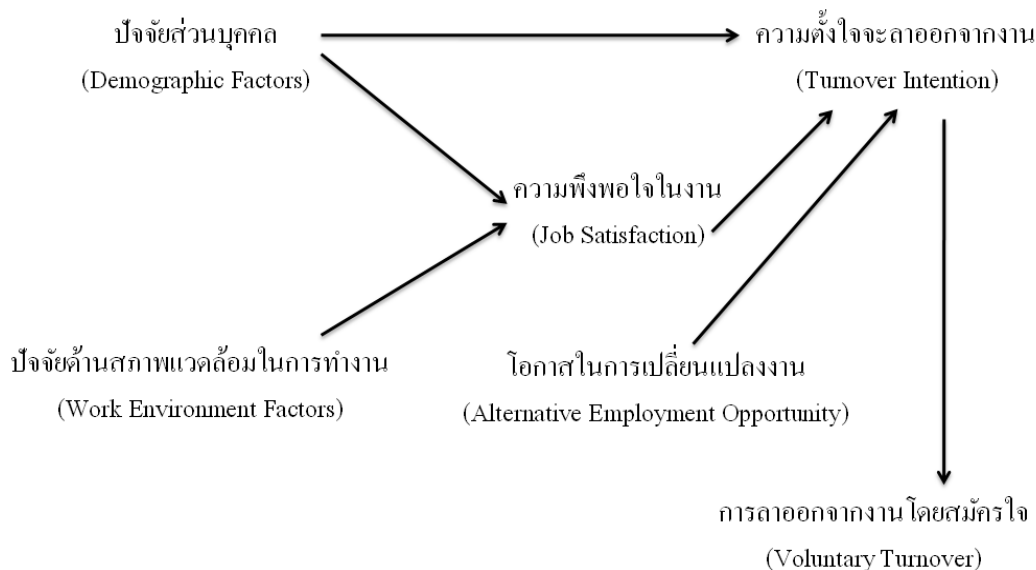 ปัจจัยส่วนบุคคล
(Demographic Factors)
ความตั้งใจจะลาออกจากงาน
(Turnover Intention)
ความพึงพอใจในงาน
(Job Satisfaction)
ปัจจัยด้านสภาพแวดล้อมในการทำงาน
(Work Environment Factors)
โอกาสในการเปลี่ยนแปลงงาน
(Alternative Employment Opportunity)
การลาออกจากงานโดยสมัครใจ
(Voluntary Turnover)